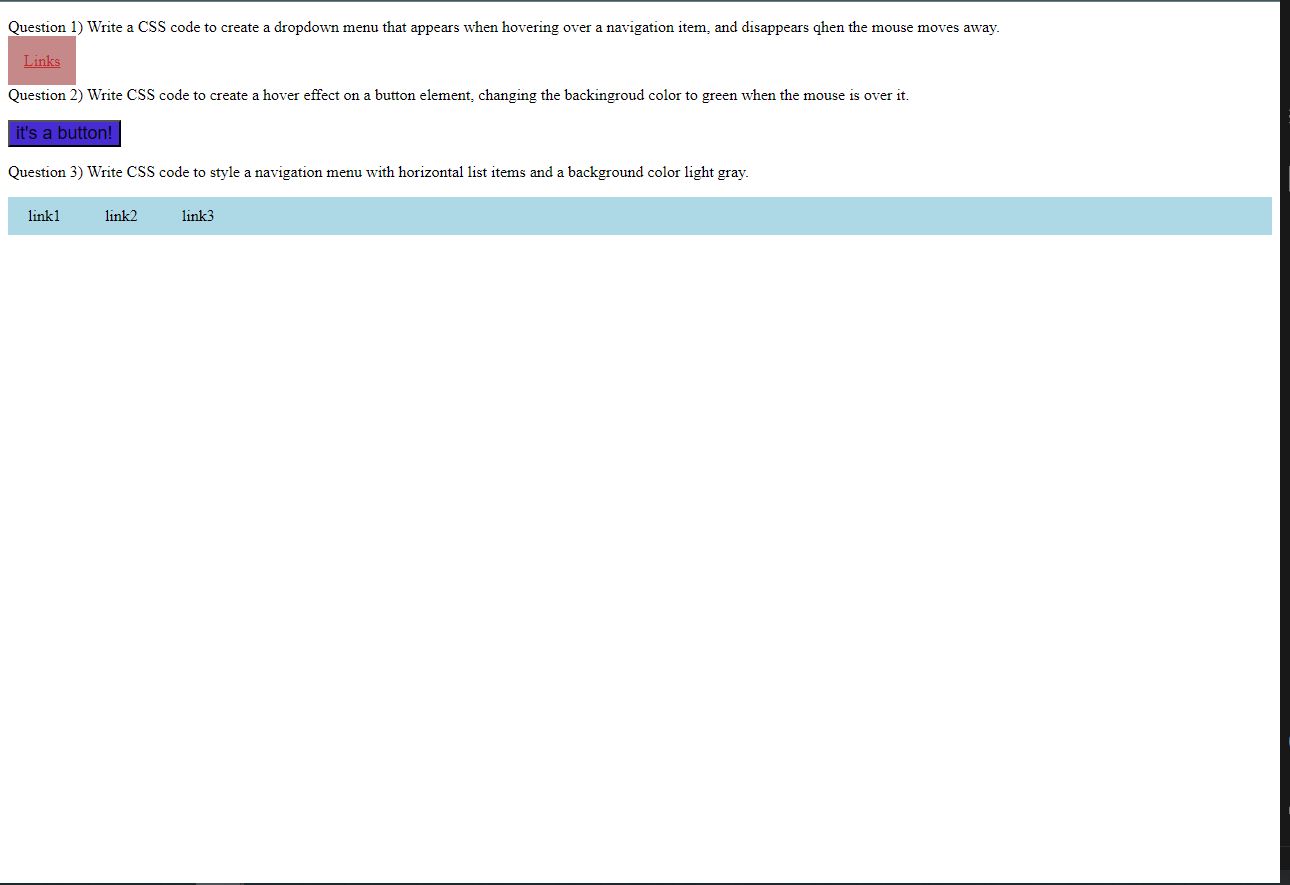 Question 1) Write a CSS code to create a dropdown menu that appears when hovering over a navigation item, and disappears qhen the mouse moves away.
Links
Question 2) Write CSS code to create a hover effect on a button element, changing the backingroud color to green when the mouse is over it.
it's a button!
Question 3) Write CSS code to style a navigation menu with horizontal list items and a background color light gray.
link1 link2 link3